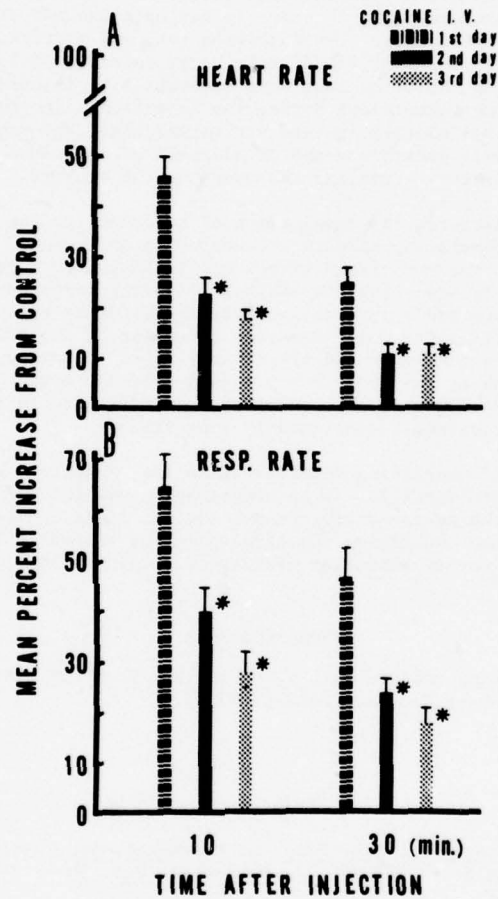 A
COCAINE I. V.
1st day
2nd day
3rd day
HEART RATE
100
50
30
10
0
B
RESP. RATE
70
50
30
10
0
MEAN PERCENT INCREASE FROM CONTROL
10 30 (min.)
TIME AFTER INJECTION